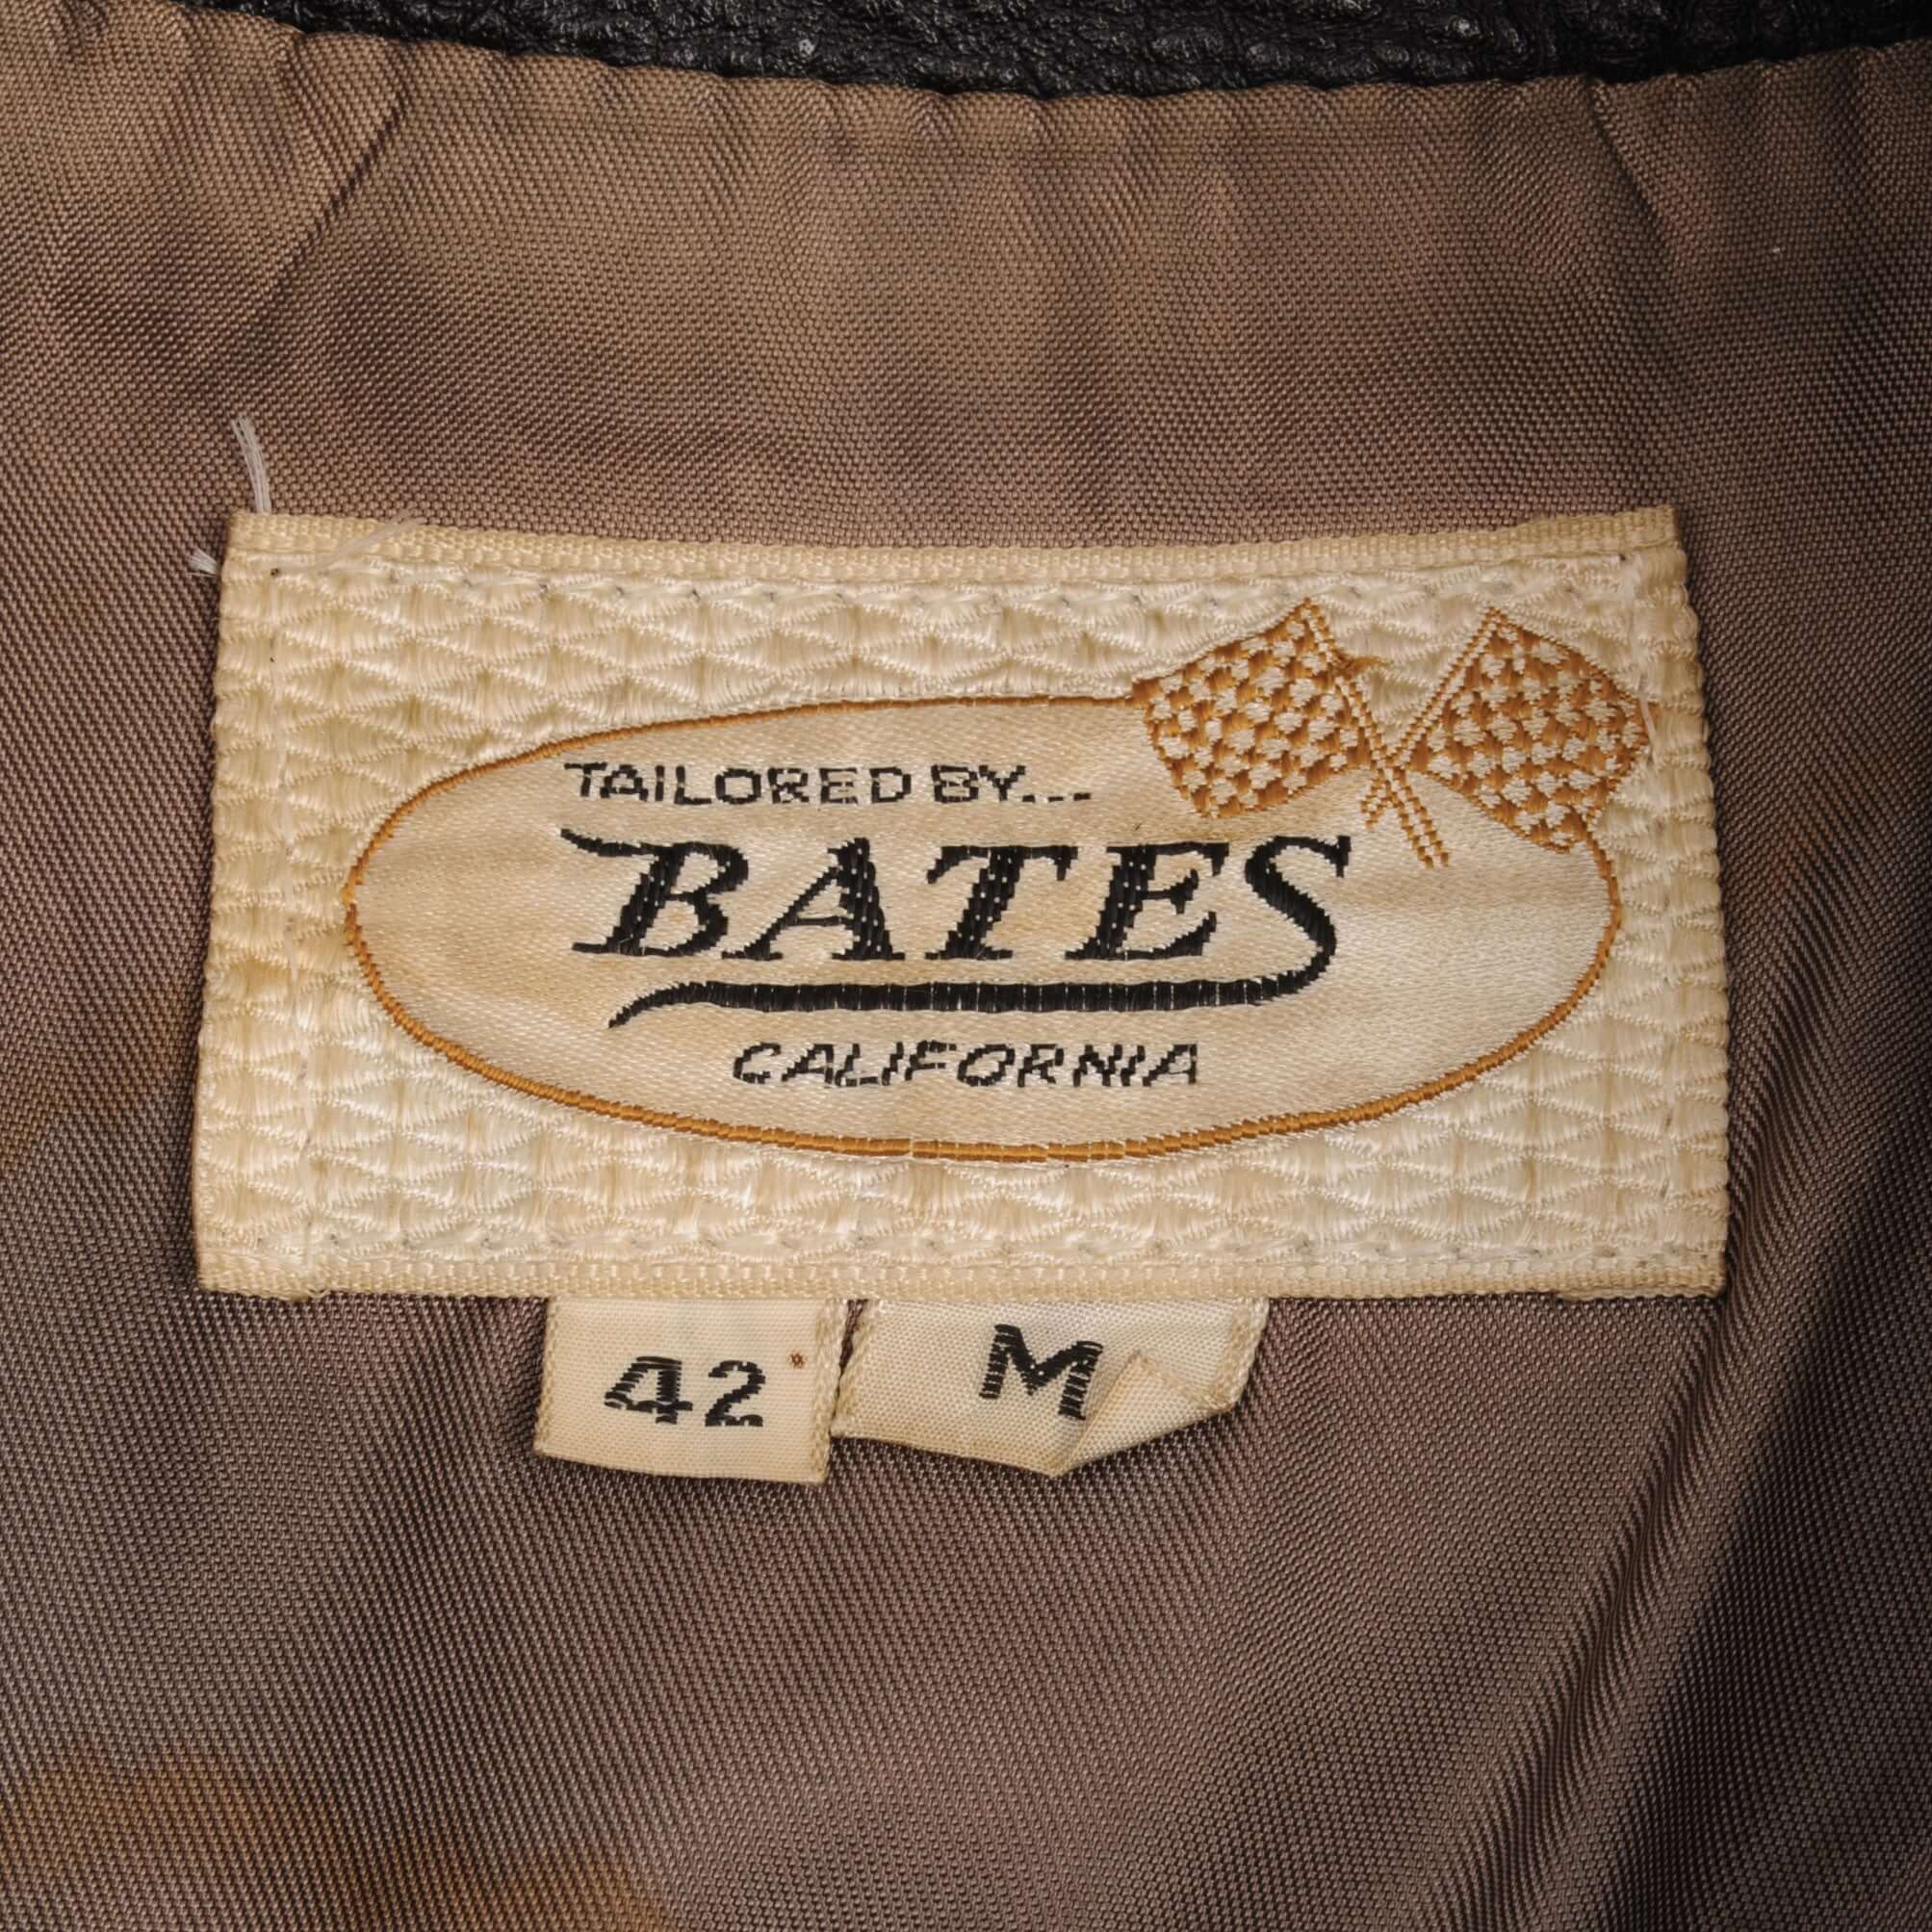 TAILORED BY...
BATES
CALIFORNIA
42 M